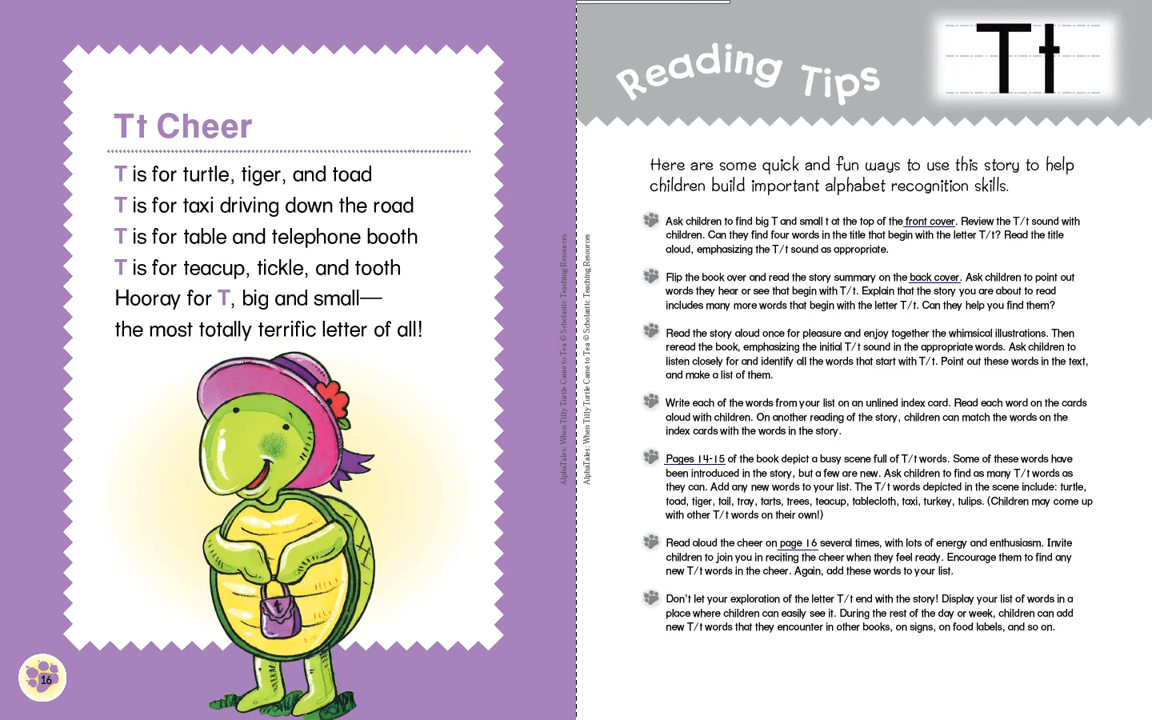 Tt Cheer
T is for turtle, tiger, and toad
T is for taxi driving down the road
T is for table and telephone booth
T is for teacup, tickle, and tooth
Hooray for T, big and small—
the most totally terrific letter of all!
t
16
AlphaTales: When Tilly Turtle Came to Tea © Scholastic Teaching Resources
AlphaTales: When Tilly Turtle Came to Tea © Scholastic Teaching Resources
Reading Tips
Tt
Here are some quick and fun ways to use this story to help
children build important alphabet recognition skills.
Ask children to find big T and small t at the top of the front cover. Review the T/t sound with
children. Can they find four words in the title that begin with the letter T/t? Read the title
aloud, emphasizing the T/t sound as appropriate.
Flip the book over and read the story summary on the back cover. Ask children to point out
words they hear or see that begin with T/t. Explain that the story you are about to read
includes many more words that begin with the letter T/t. Can they help you find them?
Read the story aloud once for pleasure and enjoy together the whimsical illustrations. Then
reread the book, emphasizing the initial T/t sound in the appropriate words. Ask children to
listen closely for and identify all the words that start with T/t. Point out these words in the text,
and make a list of them.
Write each of the words from your list on an unlined index card. Read each word on the cards
aloud with children. On another reading of the story, children can match the words on the
index cards with the words in the story.
Pages 14-15 of the book depict a busy scene full of T/t words. Some of these words have
been introduced in the story, but a few are new. Ask children to find as many T/t words as
they can. Add any new words to your list. The T/t words depicted in the scene include: turtle,
toad, tiger, tail, tray, tarts, trees, teacup, tablecloth, taxi, turkey, tulips. (Children may come up
with other T/t words on their own!)
Read aloud the cheer on page 16 several times, with lots of energy and enthusiasm. Invite
children to join you in reciting the cheer when they feel ready. Encourage them to find any
new T/t words in the cheer. Again, add these words to your list.
Don't let your exploration of the letter T/t end with the story! Display your list of words in a
place where children can easily see it. During the rest of the day or week, children can add
new T/t words that they encounter in other books, on signs, on food labels, and so on.